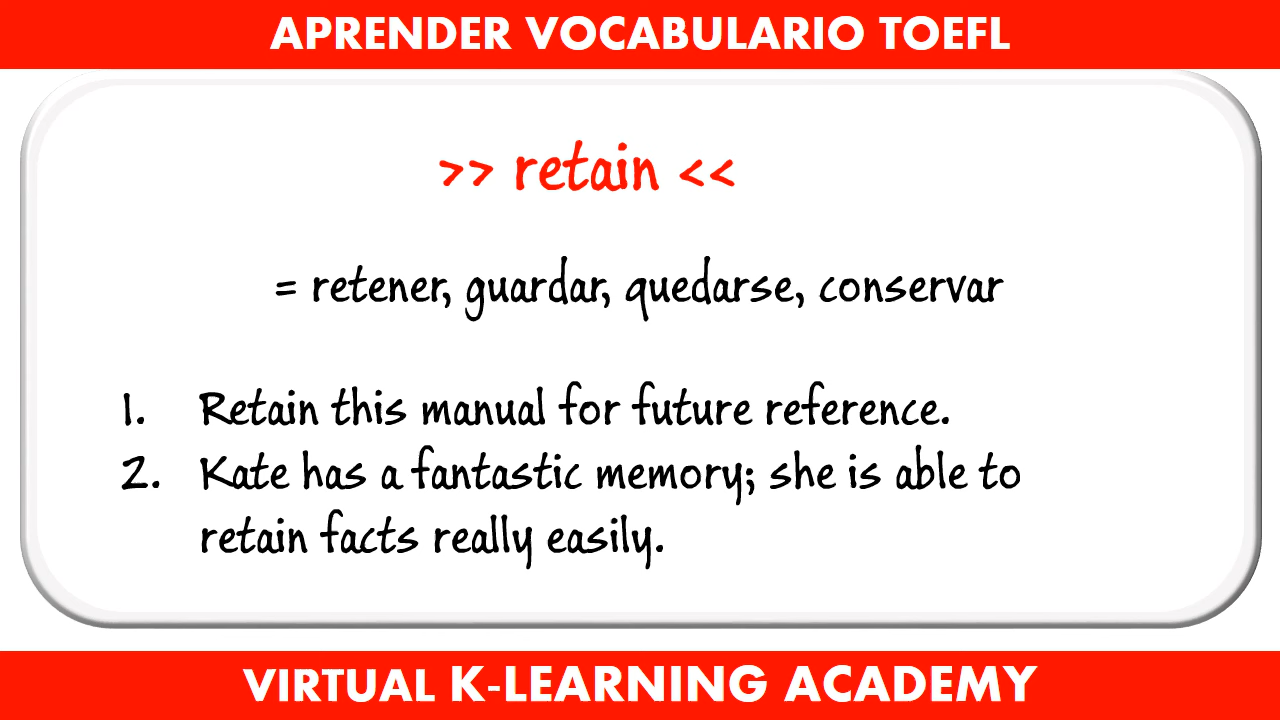 APRENDER VOCABULARIO TOEFL
>> retain <<
= retener, guardar, quedarse, conservar
1. Retain this manual for future reference.
2. Kate has a fantastic memory; she is able to
retain facts really easily.
VIRTUAL K-LEARNING ACADEMY